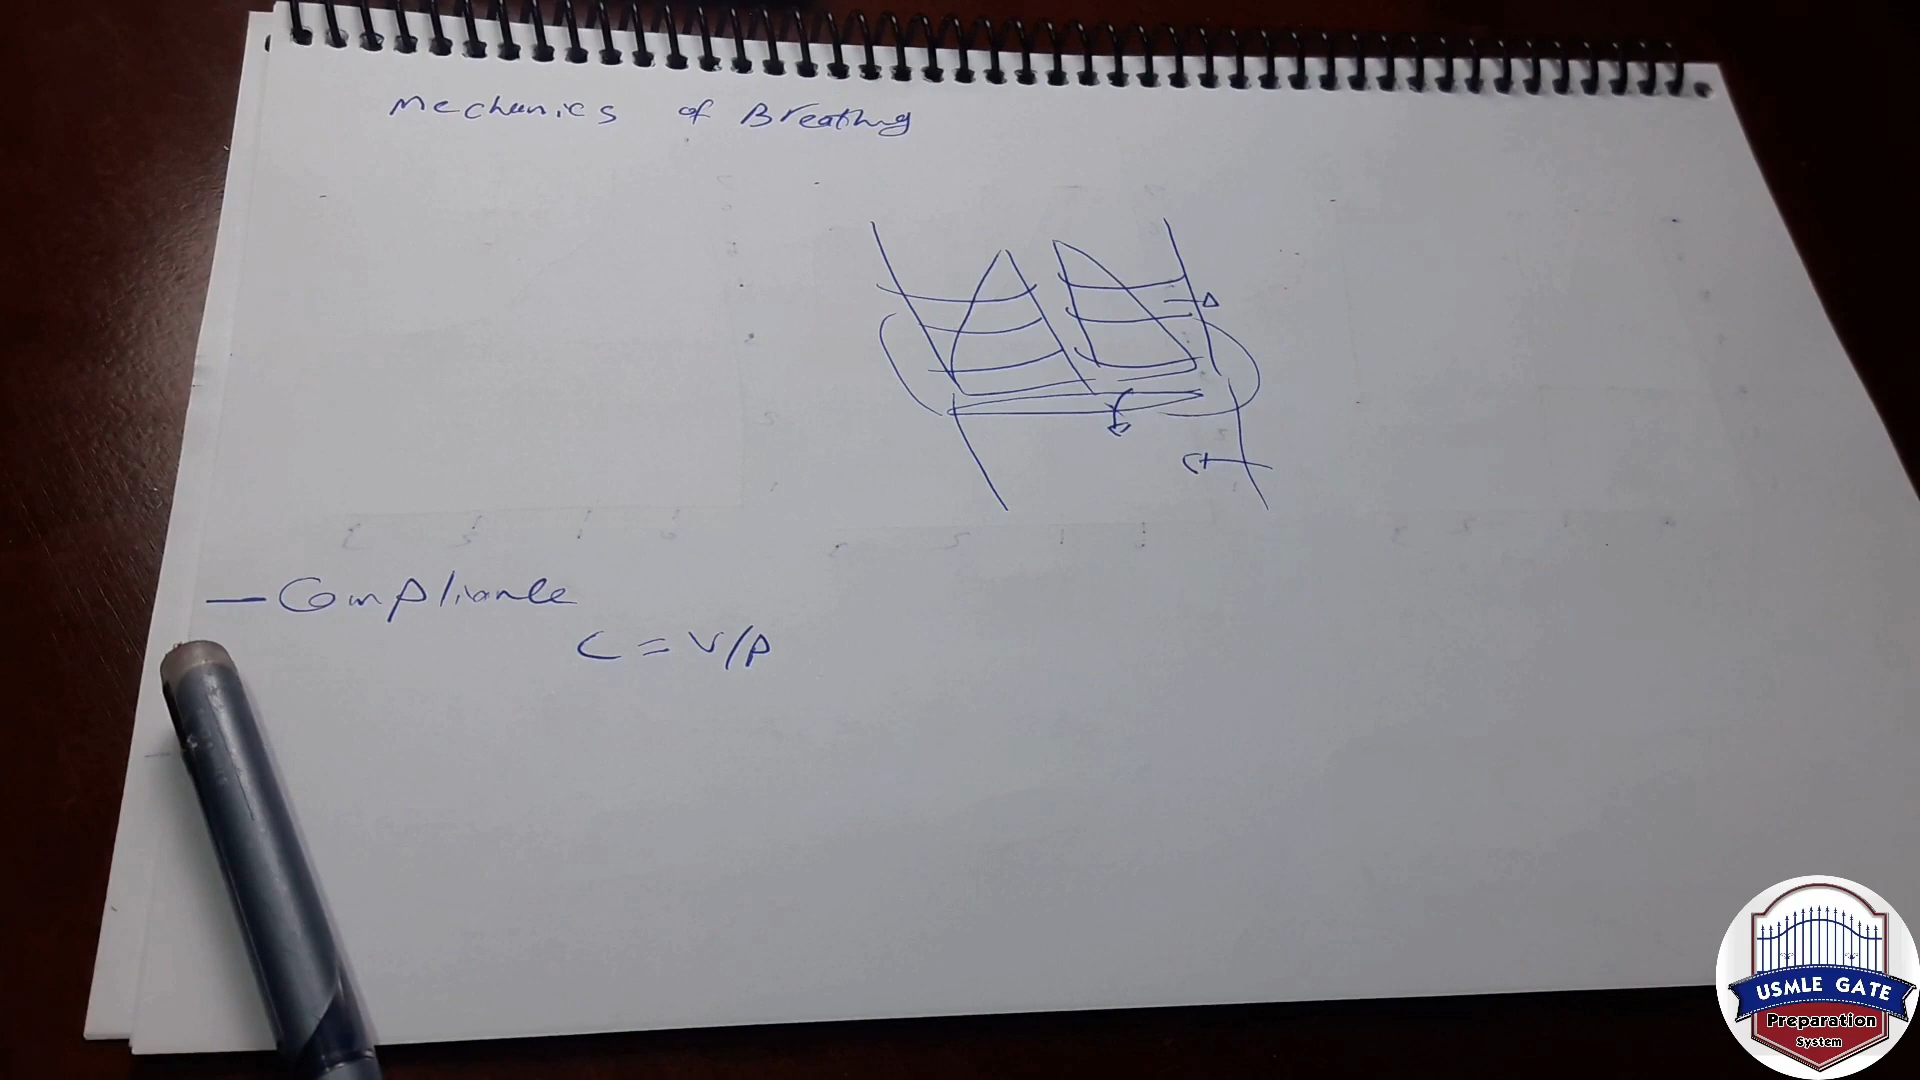 Mechanics of Breathing
— Compliance
C = V/P
USMLE GATE
Preparation
System